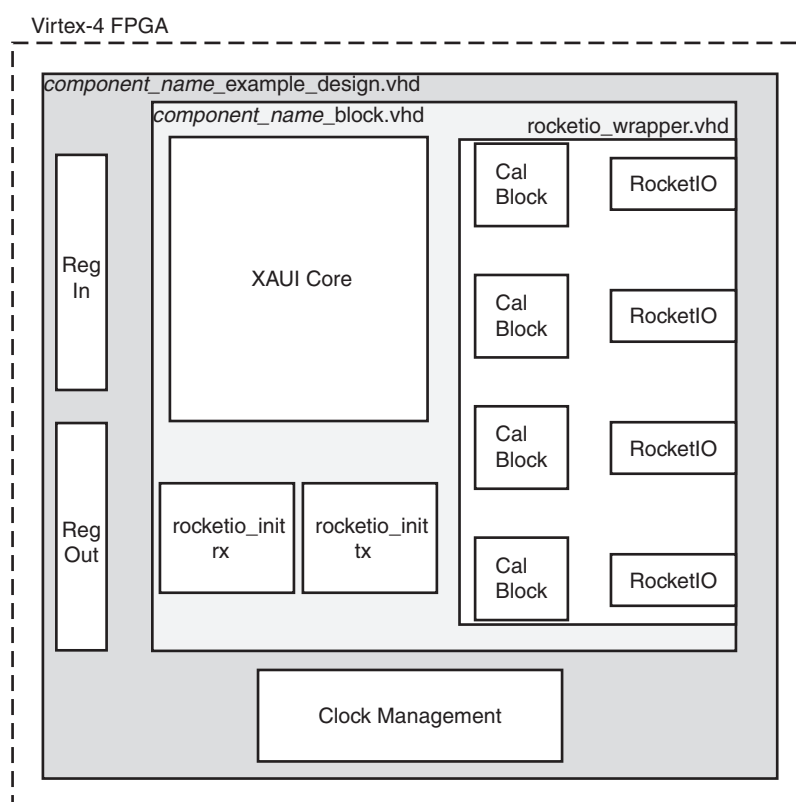 Virtex-4 FPGA
component_name_example_design.vhd
component_name_block.vhd
rocketio_wrapper.vhd
Cal
Block
RocketIO
Reg
In
XAUI Core
Cal
Block
RocketIO
Cal
Block
RocketIO
Reg
Out
rocketio_init
rx
rocketio_init
tx
Cal
Block
RocketIO
Clock Management